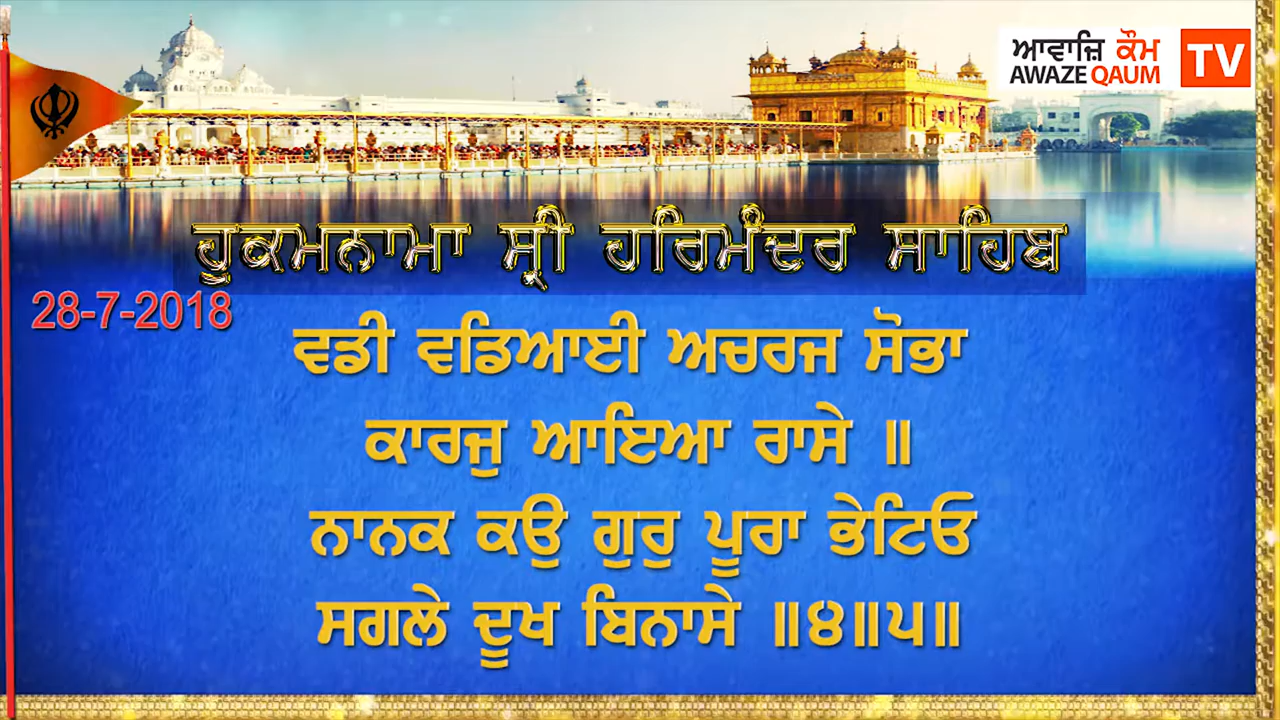 ਆਵਾਜ਼ਿ ਕੌਮ
AWAZE QAUM
TV
ਹੁਕਮਨਾਮਾ ਸ੍ਰੀ ਹਰਿਮੰਦਰ ਸਾਹਿਬ
28-7-2018
ਵਡੀ ਵਡਿਆਈ ਅਚਰਜ ਸੋਭਾ
ਕਾਰਜੁ ਆਇਆ ਰਾਸੇ ॥
ਨਾਨਕ ਕਉ ਗੁਰੁ ਪੂਰਾ ਭੇਟਿਓ
ਸਗਲੇ ਦੂਖ ਬਿਨਾਸੇ ॥੪॥੫॥